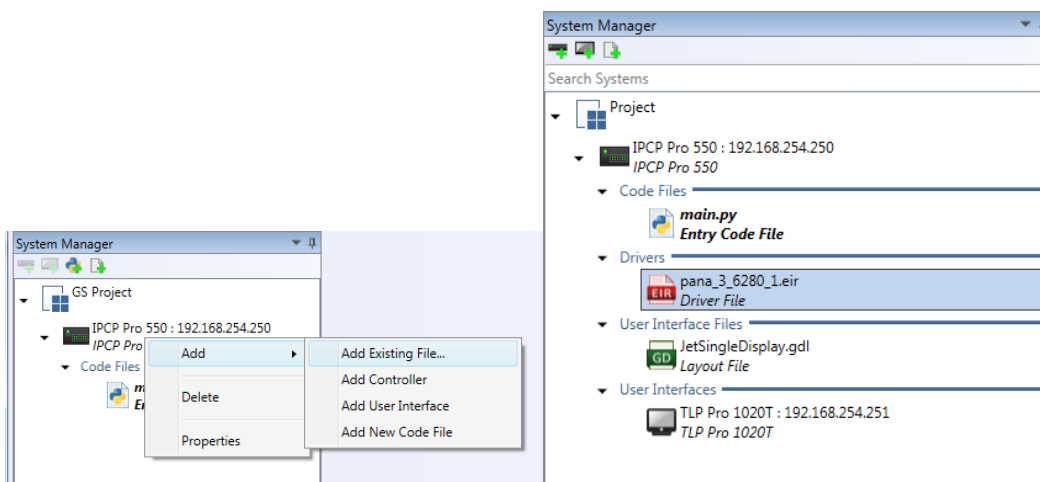 System Manager
GS Project
IPCP Pro 550 : 192.168.254.250
IPCP Pro
Code Files
m
E
Add
Delete
Properties
Add Existing File...
Add Controller
Add User Interface
Add New Code File
System Manager
Search Systems
Project
IPCP Pro 550 : 192.168.254.250
IPCP Pro 550
Code Files
main.py
Entry Code File
Drivers
EIR
pana_3_6280_1.eir
Driver File
User Interface Files
GD
JetSingleDisplay.gdl
Layout File
User Interfaces
TLP Pro 1020T : 192.168.254.251
TLP Pro 1020T